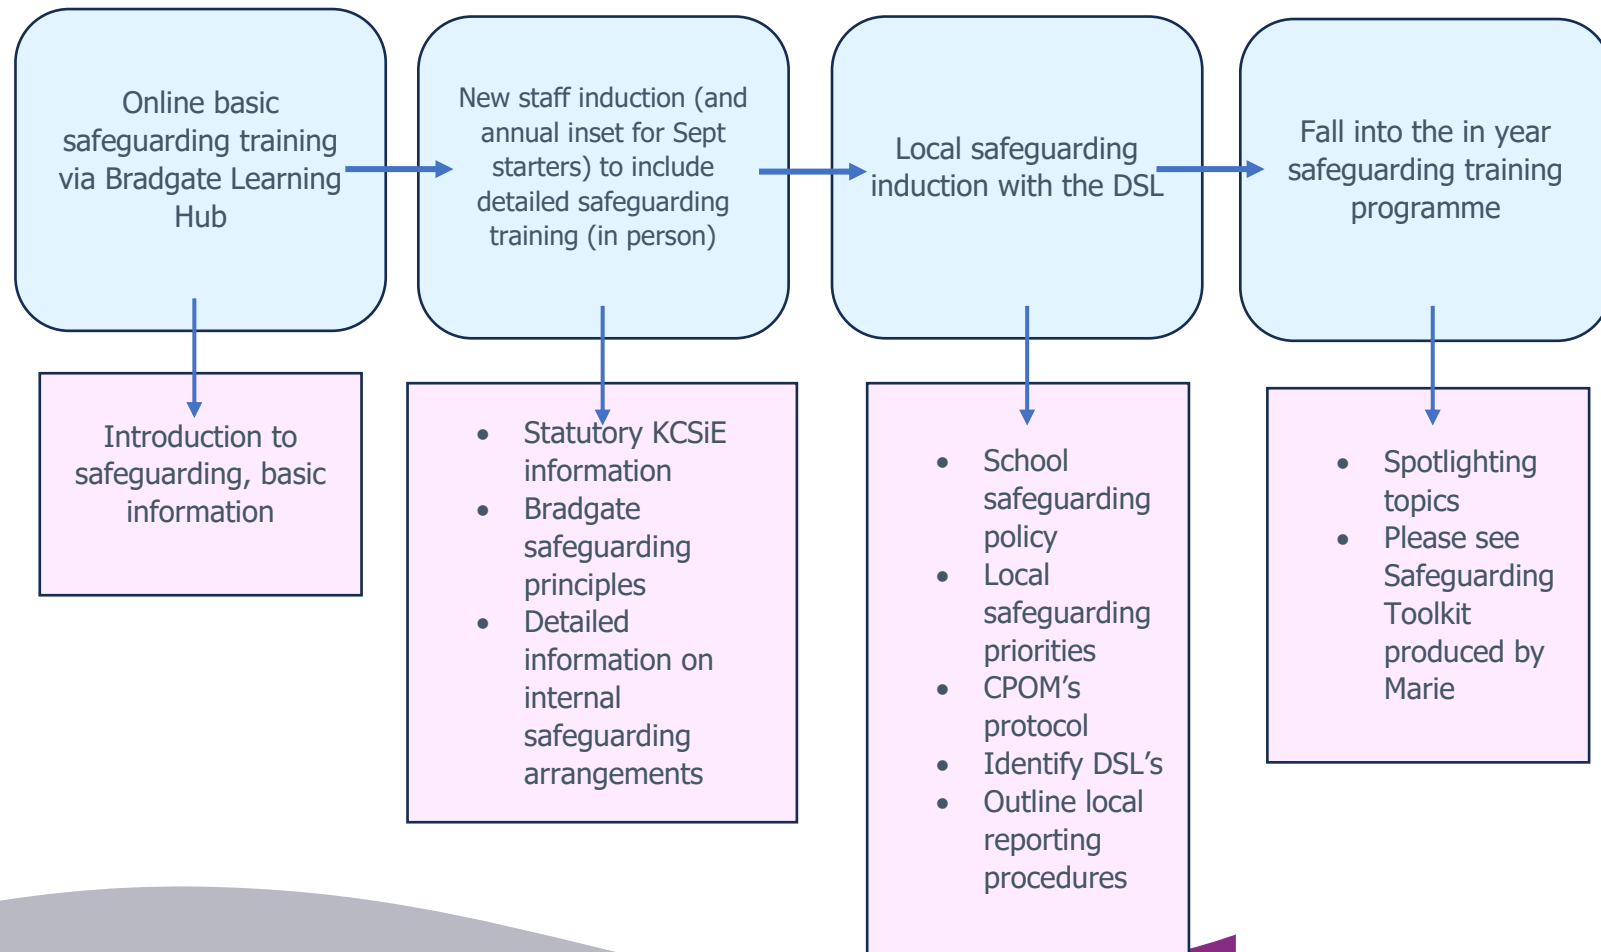 Online basic
safeguarding training
via Bradgate Learning
Hub
New staff induction (and
annual inset for Sept
starters) to include
detailed safeguarding
training (in person)
Local safeguarding
induction with the DSL
Fall into the in year
safeguarding training
programme
Introduction to
safeguarding, basic
information
• Statutory KCSiE
information
• Bradgate
safeguarding
principles
• Detailed
information on
internal
safeguarding
arrangements
• School
safeguarding
policy
• Local
safeguarding
priorities
• CPOM’s
protocol
• Identify DSL’s
• Outline local
reporting
procedures
• Spotlighting
topics
• Please see
Safeguarding
Toolkit
produced by
Marie